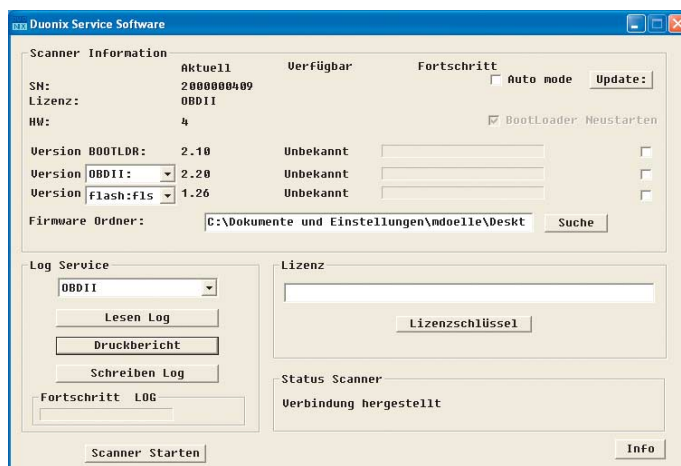 Duonix Service Software
Scanner Information
Aktuell Verfügbar Fortschritt
Auto mode Update:
SN: 2000000409
Lizenz: OBDII
HW: 4
BootLoader Neustarten
Version BOOTLDR: 2.10 Unbekannt
Version OBDII: 2.20 Unbekannt
Version flash:fls 1.26 Unbekannt
Firmware Ordner: C:\Dokumente und Einstellungen\mdoelle\Deskt Suche
Log Service
OBDII
Lesen Log
Druckbericht
Schreiben Log
Fortschritt LOG
Scanner Starten
Lizenz
Lizenzschlüssel
Status Scanner
Verbindung hergestellt
Info